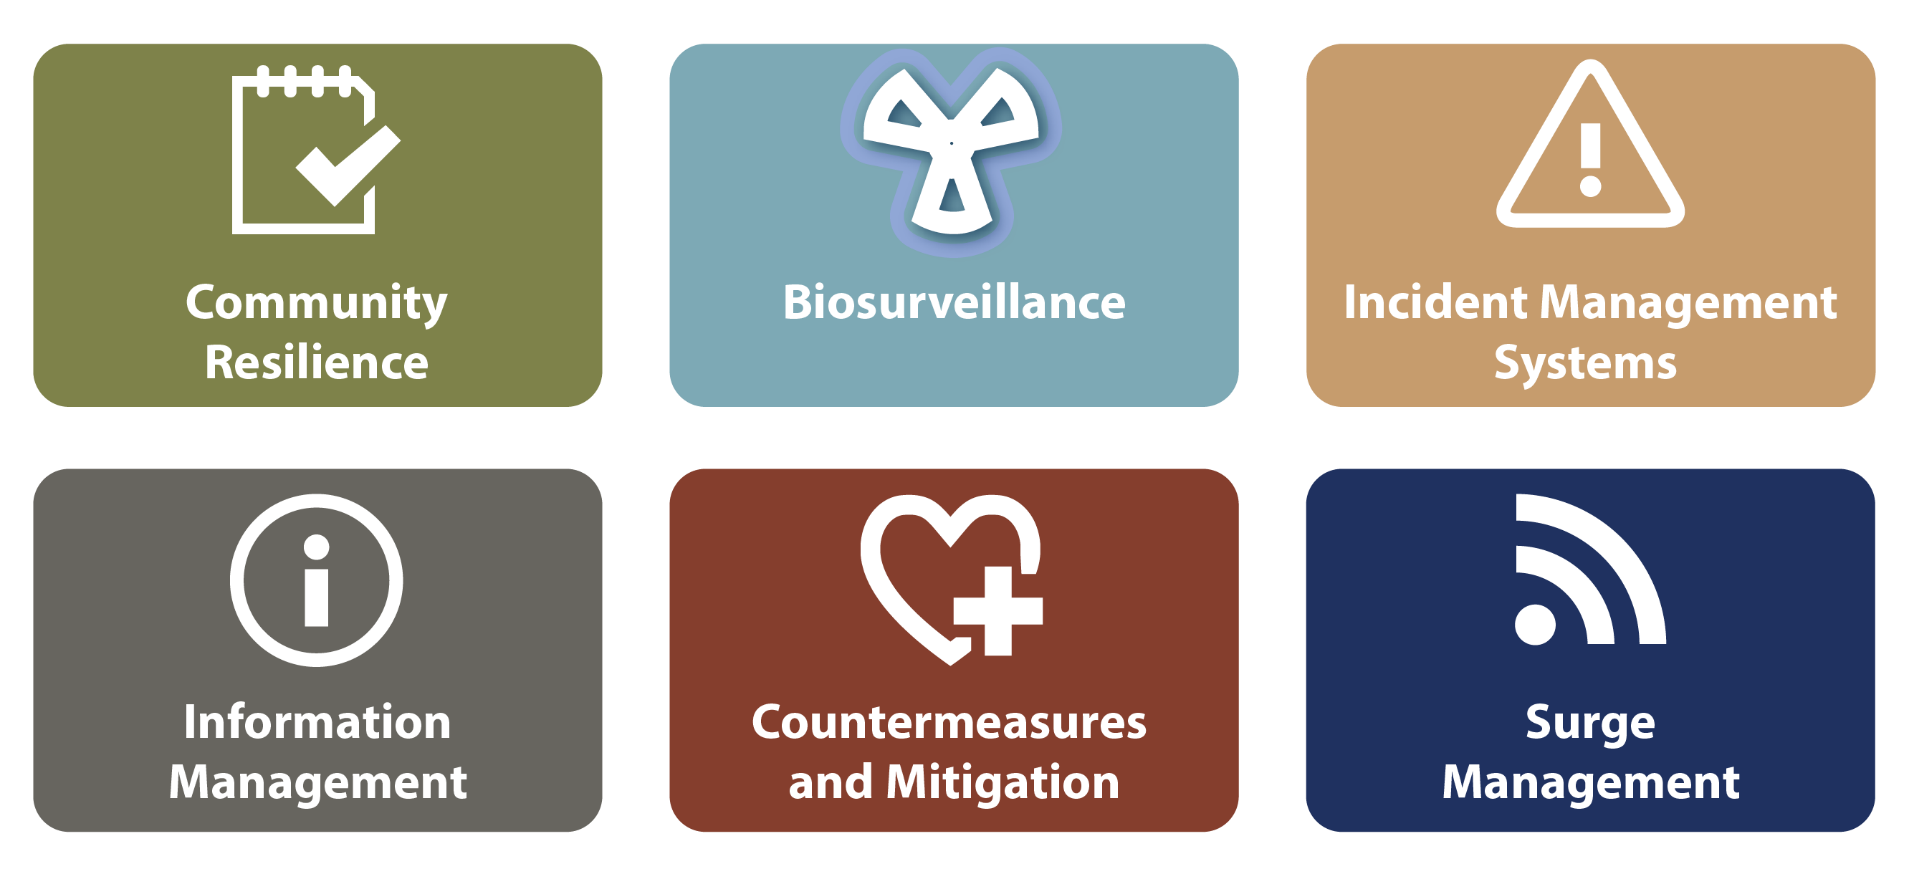 Community
Resilience
Biosurveillance
Incident Management
Systems
Information
Management
Countermeasures
and Mitigation
Surge
Management